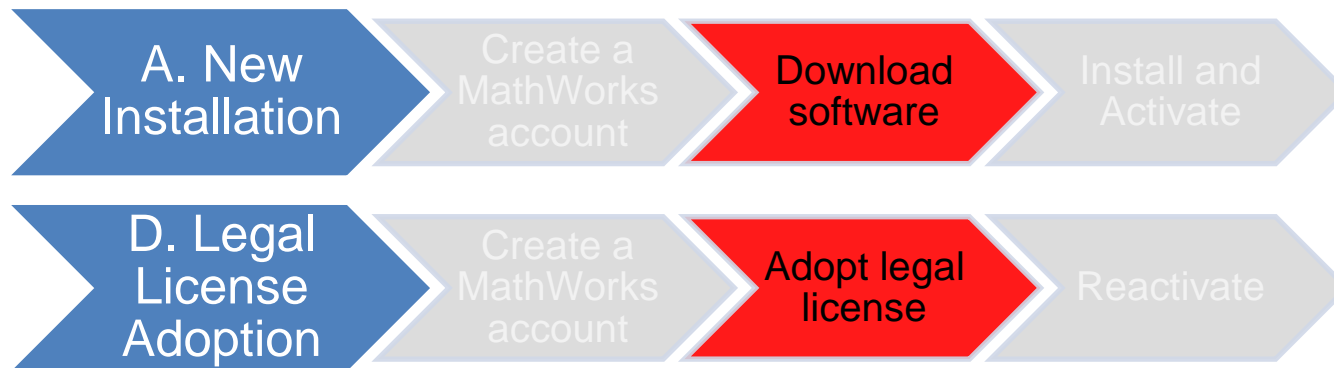 A. New
Installation
Create a
MathWorks
account
Download
software
Install and
Activate
D. Legal
License
Adoption
Create a
MathWorks
account
Adopt legal
license
Reactivate